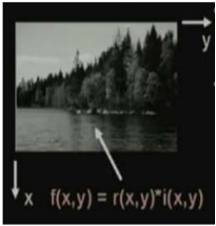 y
x f(x,y) = r(x,y)*i(x,y)